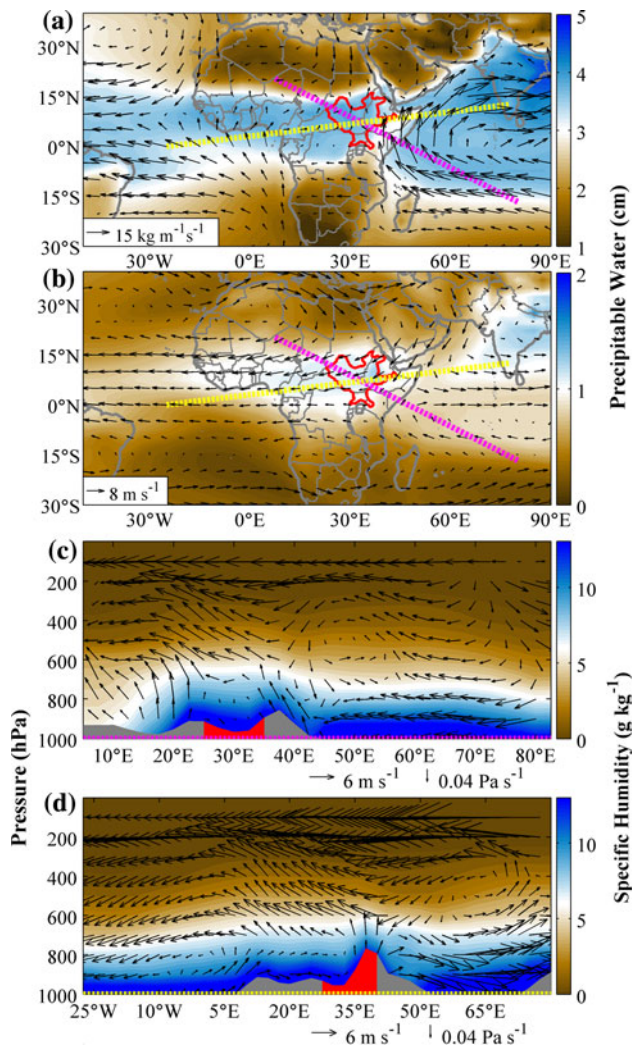 (a)
30°N
15°N
0°N
15°S
30°S
15 kg m⁻¹s⁻¹
30°W 0°E 30°E 60°E 90°E
5
4
3
2
1
(b)
30°N
15°N
0°N
15°S
30°S
8 m s⁻¹
30°W 0°E 30°E 60°E 90°E
2
1
0
Precipitable Water (cm)
(c)
200
400
600
800
1000
10°E 20°E 30°E 40°E 50°E 60°E 70°E 80°E
6 m s⁻¹ 0.04 Pa s⁻¹
10
5
0
(d)
200
400
600
800
1000
25°W 10°W 5°E 20°E 35°E 50°E 65°E
6 m s⁻¹ 0.04 Pa s⁻¹
10
5
0
Pressure (hPa)
Specific Humidity (g kg⁻¹)